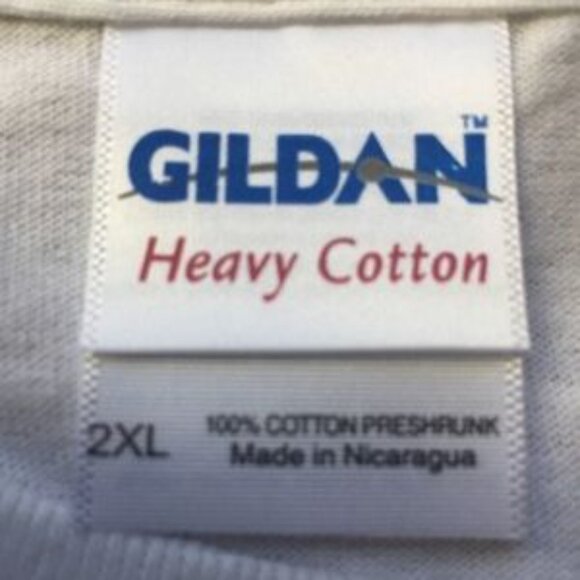 GILDAN™
Heavy Cotton
2XL
100% COTTON PRESHRUNK
Made in Nicaragua